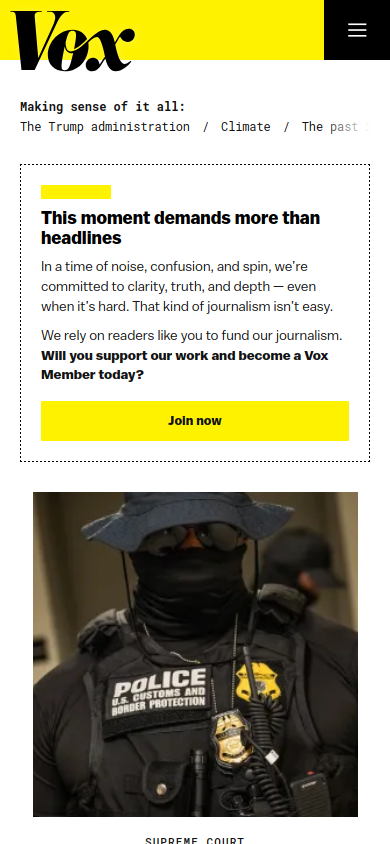 Vox
Making sense of it all:
The Trump administration / Climate / The past
This moment demands more than
headlines
In a time of noise, confusion, and spin, we’re
committed to clarity, truth, and depth — even
when it’s hard. That kind of journalism isn’t easy.
We rely on readers like you to fund our journalism.
Will you support our work and become a Vox
Member today?
Join now
POLICE
U.S. CUSTOMS AND
BORDER PROTECTION
SUPREME COURT